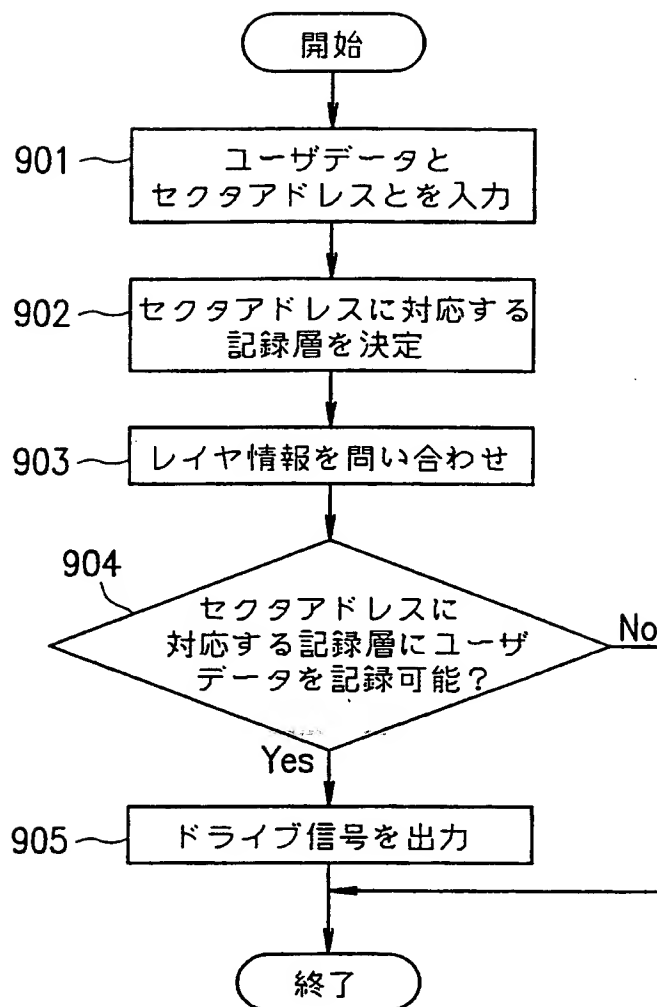 開始
901
ユーザデータと
セクタアドレスとを入力
902
セクタアドレスに対応する
記録層を決定
903
レイヤ情報を問い合わせ
904
セクタアドレスに
対応する記録層にユーザ
データを記録可能？
No
Yes
905
ドライブ信号を出力
終了